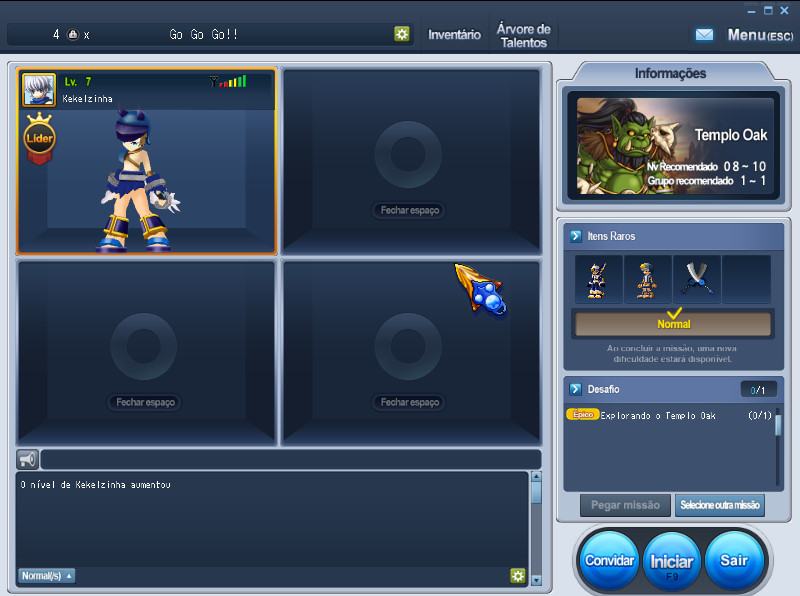 4 x Go Go Go!! Inventário Árvore de Talentos Menu(ESC)
Lv. 7
Kekelzinha
Líder
Fechar espaço
Fechar espaço
Fechar espaço
O nível de Kekelzinha aumentou
Normal(s)
Informações
Templo Oak
Nv Recomendado 08 ~ 10
Grupo recomendado 1 ~ 1
Itens Raros
Normal
Ao concluir a missão, uma nova
dificuldade estará disponível.
Desafio 0/1
Épico Explorando o Templo Oak (0/1)
Pegar missão Selecione outra missão
Convidar Iniciar F9 Sair